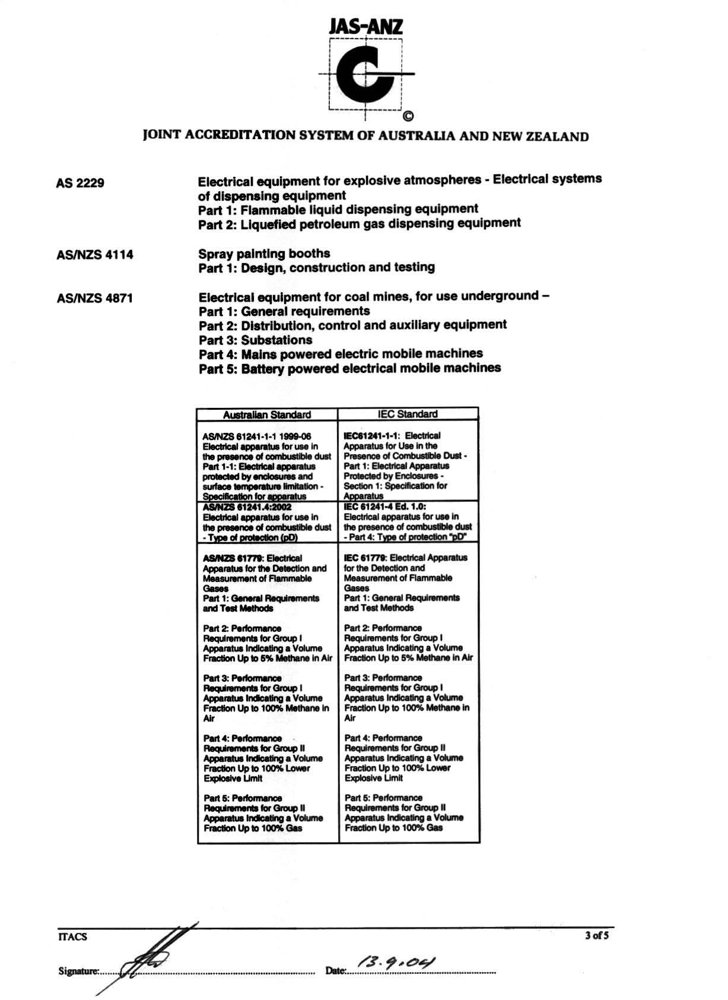 JAS-ANZ
©
JOINT ACCREDITATION SYSTEM OF AUSTRALIA AND NEW ZEALAND
AS 2229
Electrical equipment for explosive atmospheres - Electrical systems
of dispensing equipment
Part 1: Flammable liquid dispensing equipment
Part 2: Liquefied petroleum gas dispensing equipment
AS/NZS 4114
Spray painting booths
Part 1: Design, construction and testing
AS/NZS 4871
Electrical equipment for coal mines, for use underground –
Part 1: General requirements
Part 2: Distribution, control and auxiliary equipment
Part 3: Substations
Part 4: Mains powered electric mobile machines
Part 5: Battery powered electrical mobile machines
Australian Standard
IEC Standard
AS/NZS 61241-1-1 1999-06
Electrical apparatus for use in
the presence of combustible dust
Part 1-1: Electrical apparatus
protected by enclosures and
surface temperature limitation -
Specification for apparatus
IEC61241-1-1: Electrical
Apparatus for Use in the
Presence of Combustible Dust -
Part 1: Electrical Apparatus
Protected by Enclosures -
Section 1: Specification for
Apparatus
AS/NZS 61241.4:2002
Electrical apparatus for use in
the presence of combustible dust
- Type of protection (pD)
IEC 61241-4 Ed. 1.0:
Electrical apparatus for use in
the presence of combustible dust
- Part 4: Type of protection "pD"
AS/NZS 61779: Electrical
Apparatus for the Detection and
Measurement of Flammable
Gases
Part 1: General Requirements
and Test Methods
Part 2: Performance
Requirements for Group I
Apparatus Indicating a Volume
Fraction Up to 5% Methane in Air
Part 3: Performance
Requirements for Group I
Apparatus Indicating a Volume
Fraction Up to 100% Methane in
Air
Part 4: Performance
Requirements for Group II
Apparatus Indicating a Volume
Fraction Up to 100% Lower
Explosive Limit
Part 5: Performance
Requirements for Group II
Apparatus Indicating a Volume
Fraction Up to 100% Gas
IEC 61779: Electrical Apparatus
for the Detection and
Measurement of Flammable
Gases
Part 1: General Requirements
and Test Methods
Part 2: Performance
Requirements for Group I
Apparatus Indicating a Volume
Fraction Up to 5% Methane in Air
Part 3: Performance
Requirements for Group I
Apparatus Indicating a Volume
Fraction Up to 100% Methane in
Air
Part 4: Performance
Requirements for Group II
Apparatus Indicating a Volume
Fraction Up to 100% Lower
Explosive Limit
Part 5: Performance
Requirements for Group II
Apparatus Indicating a Volume
Fraction Up to 100% Gas
ITACS
3 of 5
Signature:
Date: 13.9.04